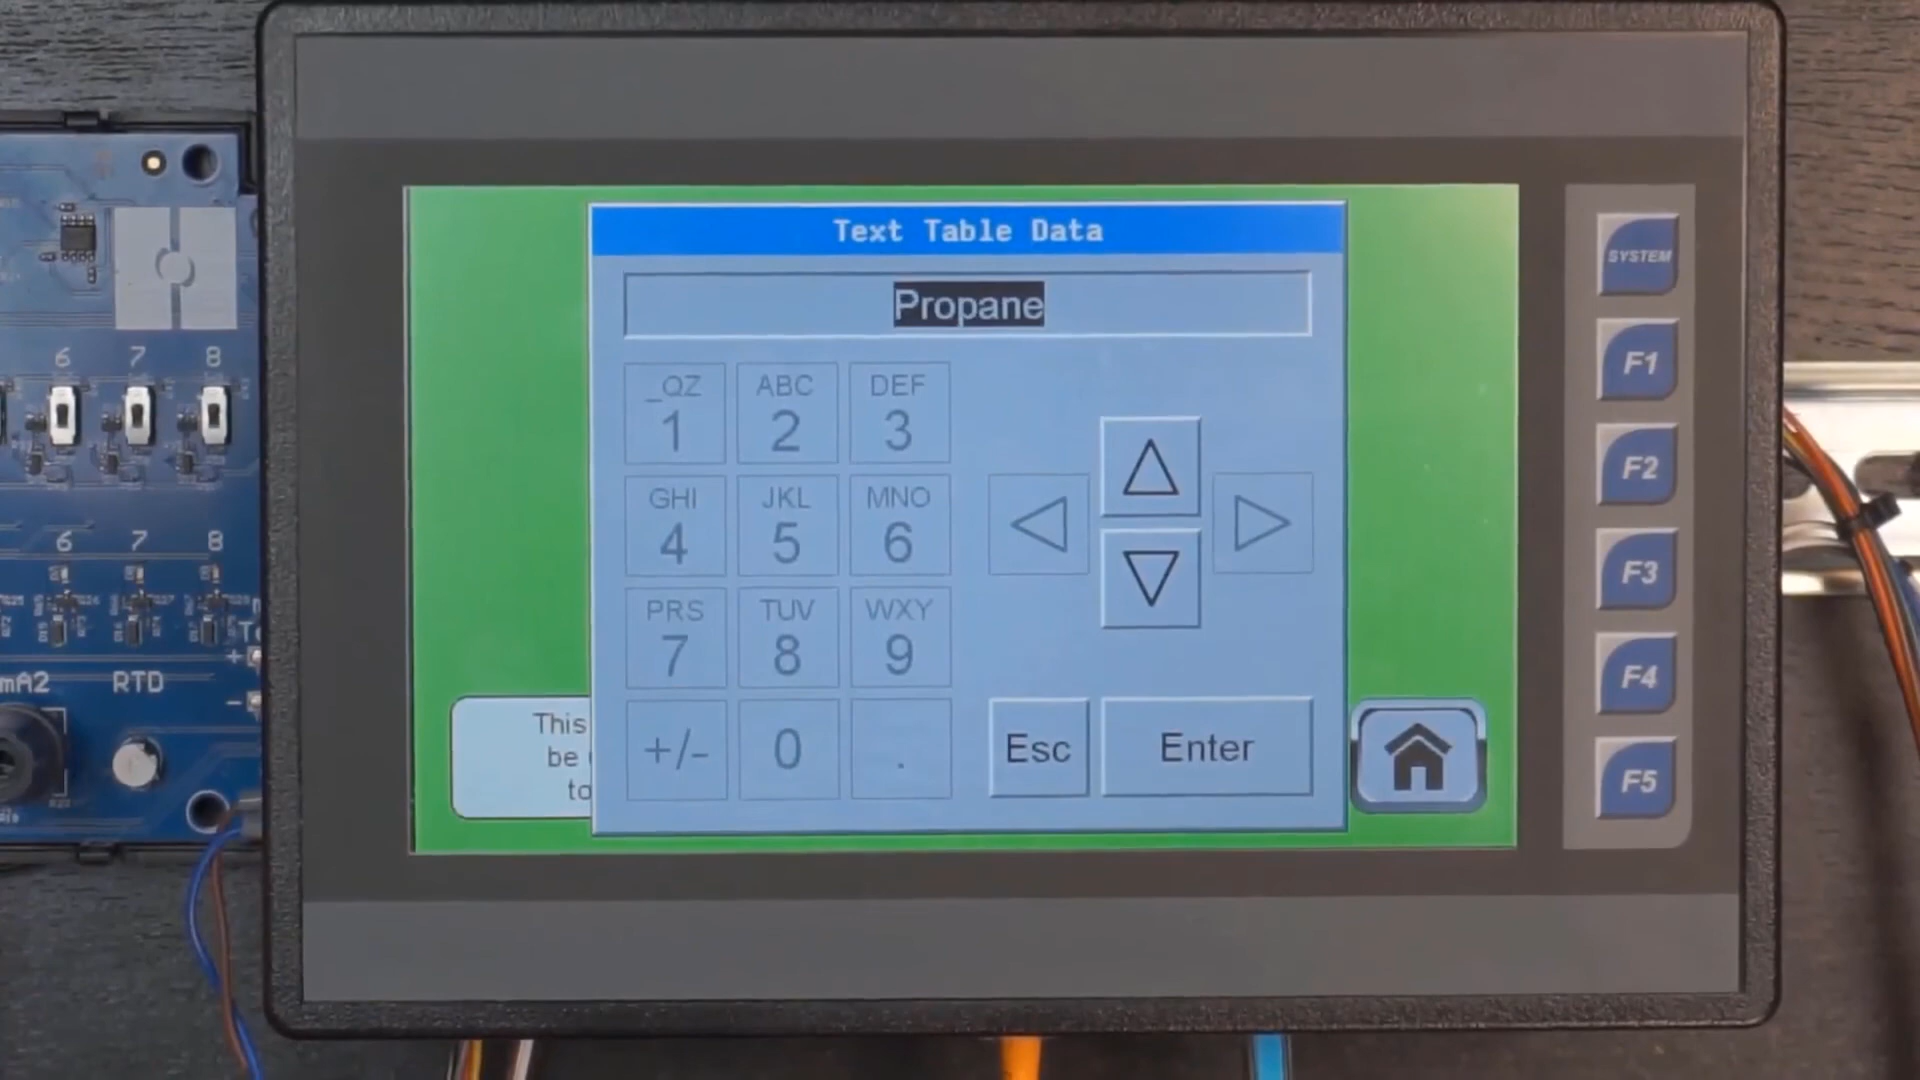 Text Table Data
Propane
_QZ ABC DEF
1 2 3
GHI JKL MNO
4 5 6
PRS TUV WXY
7 8 9
+/- 0 .
Esc Enter
This
be
to
SYSTEM
F1
F2
F3
F4
F5
6 7 8
6 7 8
mA2 RTD
+
-